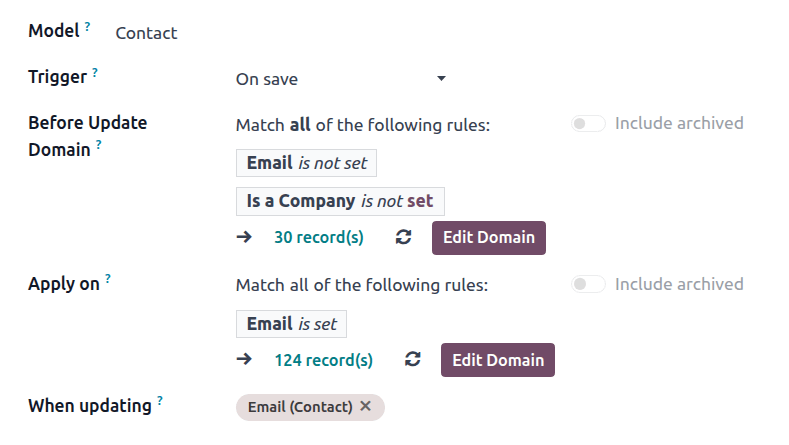 Model ? Contact
Trigger ? On save
Before Update Match all of the following rules: Include archived
Domain ?
Email is not set
Is a Company is not set
30 record(s) Edit Domain
Apply on ? Match all of the following rules: Include archived
Email is set
124 record(s) Edit Domain
When updating ? Email (Contact)